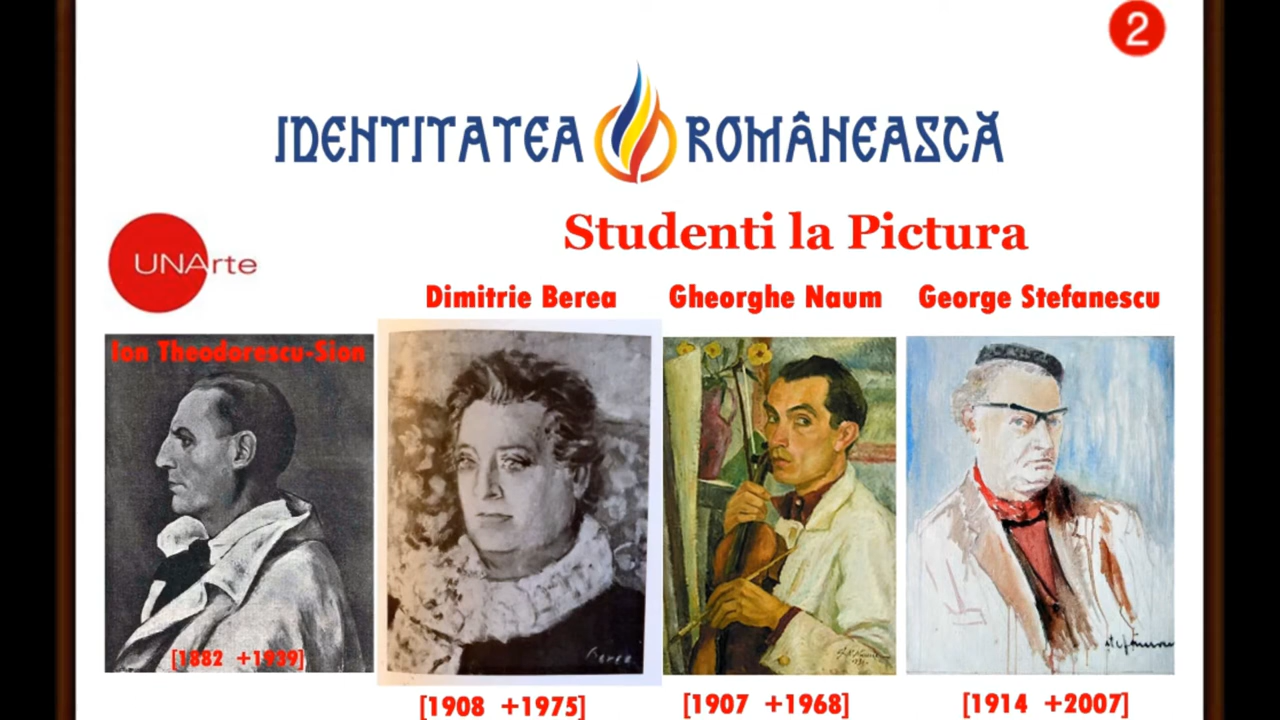 2
IDENTITATEA ROMÂNEASCĂ
Studenti la Pictura
UNArte
Dimitrie Berea
Gheorghe Naum
George Stefanescu
Ion Theodorescu-Sion
Berea
[1882 +1939]
[1908 +1975]
[1907 +1968]
[1914 +2007]